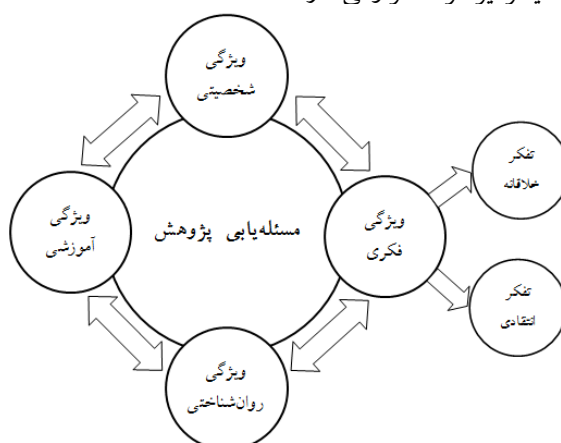 ویژگی
شخصیتی
تفکر
خلاقانه
ویژگی
آموزشی
مسئله‌یابی پژوهش
ویژگی
فکری
تفکر
انتقادی
ویژگی
روان‌شناختی